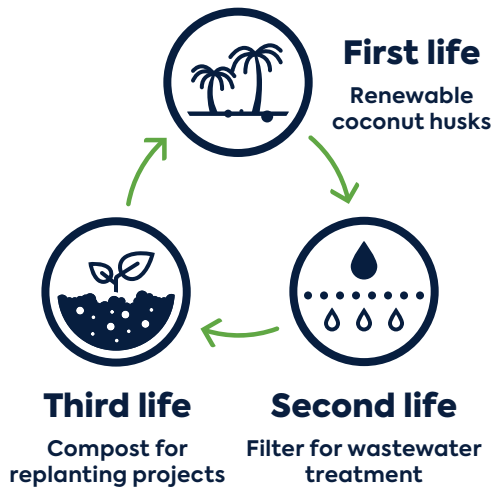 First life
Renewable
coconut husks
Third life
Compost for
replanting projects
Second life
Filter for wastewater
treatment